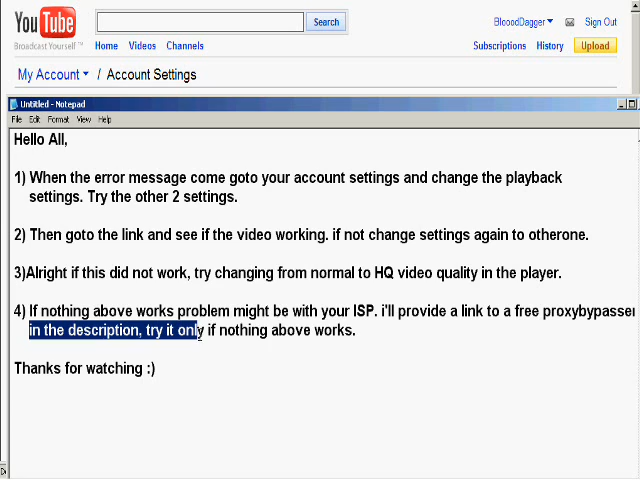 YouTube
Broadcast Yourself™
Search
BlooodDagger
Sign Out
Home Videos Channels
Subscriptions History Upload
My Account / Account Settings
Untitled - Notepad
File Edit Format View Help
Hello All,
1) When the error message come goto your account settings and change the playback
settings. Try the other 2 settings.
2) Then goto the link and see if the video working. if not change settings again to otherone.
3)Alright if this did not work, try changing from normal to HQ video quality in the player.
4) If nothing above works problem might be with your ISP. i'll provide a link to a free proxybypasser
in the description, try it only if nothing above works.
Thanks for watching :)